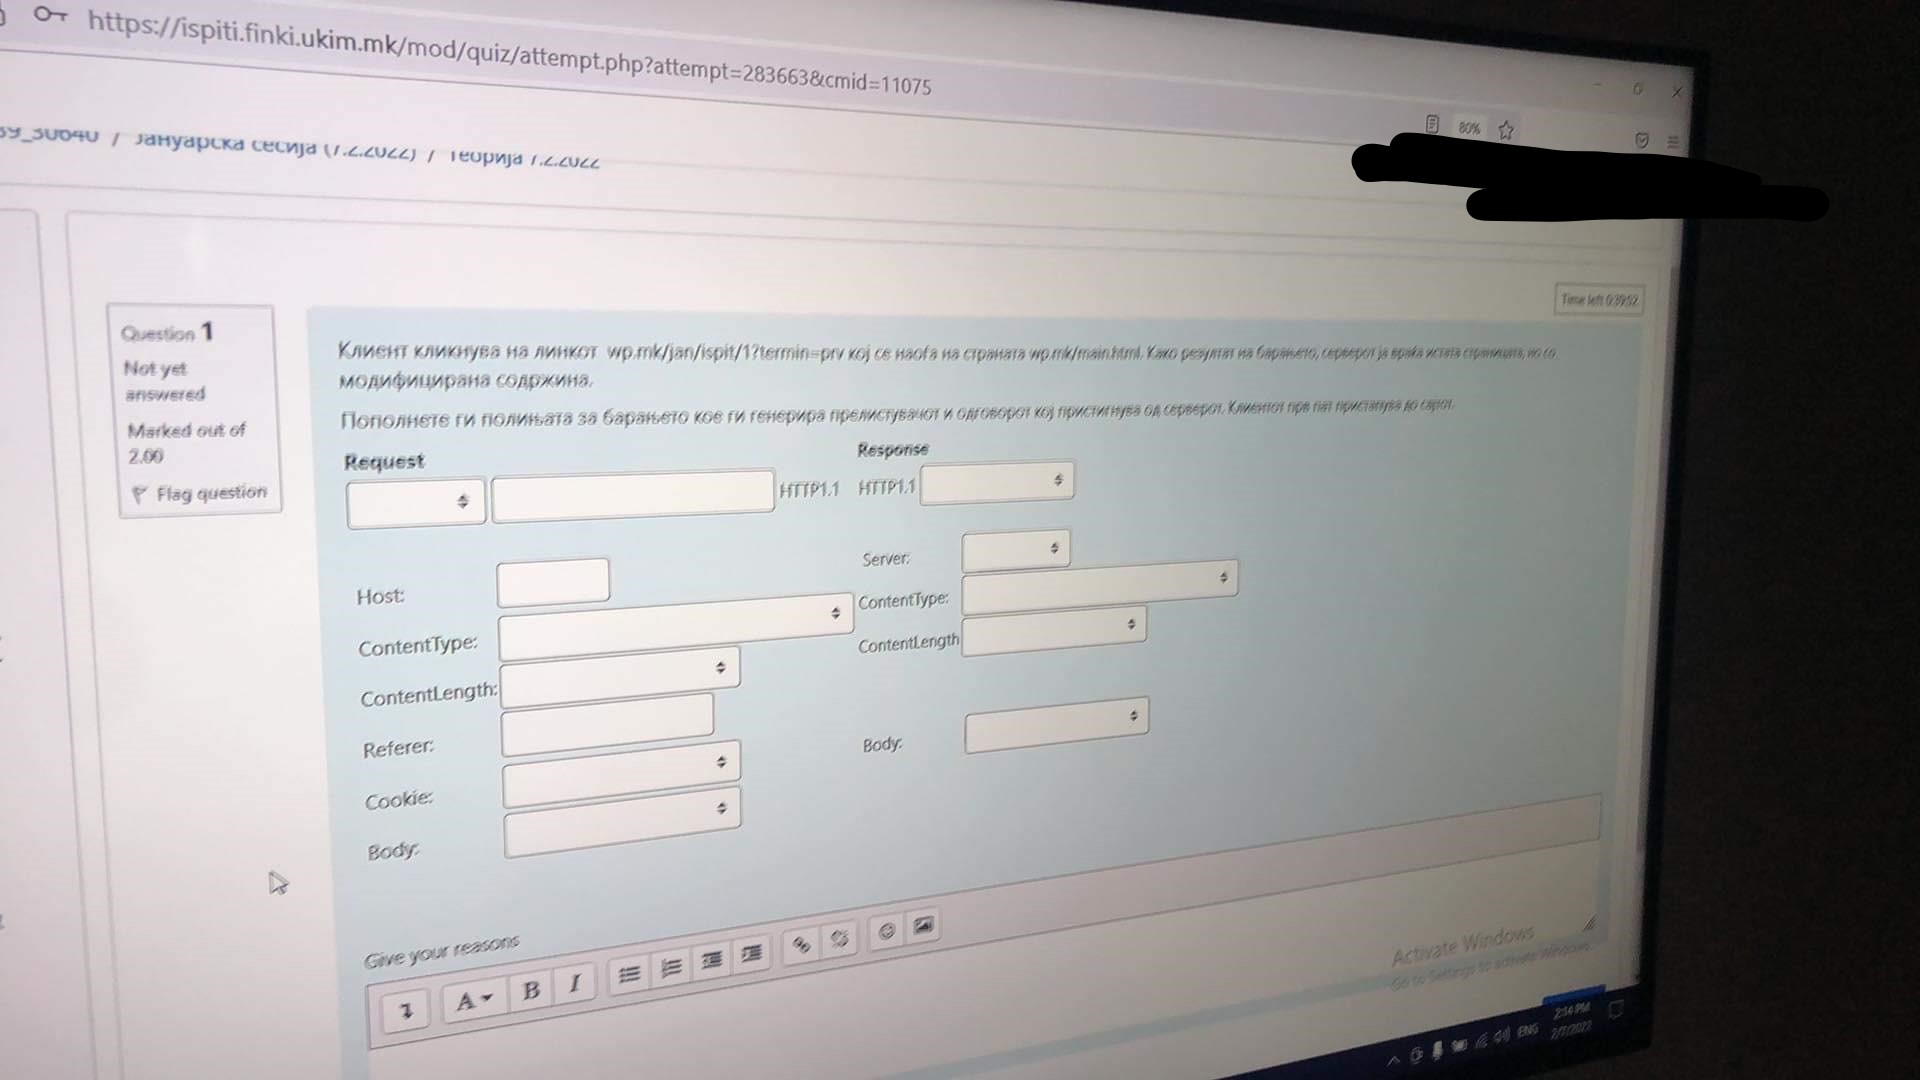 https://ispiti.finki.ukim.mk/mod/quiz/attempt.php?attempt=283663&cmid=11075
80%
39_30640 / Јануарска сесија (7.2.2022) / Теорија 7.2.2022
Time left 0:39:52
Question 1
Not yet answered
Marked out of 2.00
Flag question
Клиент кликнува на линкот wp.mk/jan/ispit/1?termin=prv кој се наоѓа на страната wp.mk/main.html. Како резултат на барањето, серверот ја враќа истата страница, но со
модифицирана содржина.
Пополнете ги полињата за барањето кое ги генерира прелистувачот и одговорот кој пристигнува од серверот. Клиентот прв пат пристапува до сајтот.
Request
Response
HTTP1.1 HTTP1.1
Host:
Server:
ContentType:
ContentType:
ContentLength:
ContentLength
Referer:
Body:
Cookie:
Body:
Give your reasons
A B I
Activate Windows
Go to Settings to activate Windows.
ENG
2:14 PM
2/7/2022